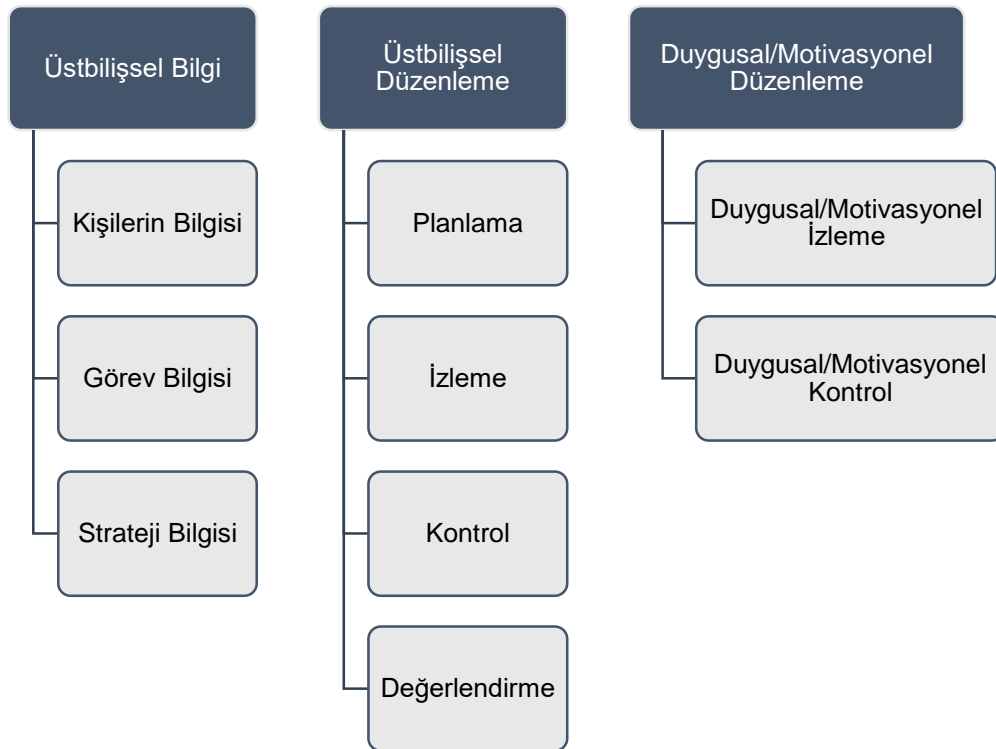 Üstbilişsel Bilgi
Kişilerin Bilgisi
Görev Bilgisi
Strateji Bilgisi
Üstbilişsel
Düzenleme
Planlama
İzleme
Kontrol
Değerlendirme
Duygusal/Motivasyonel
Düzenleme
Duygusal/Motivasyonel
İzleme
Duygusal/Motivasyonel
Kontrol